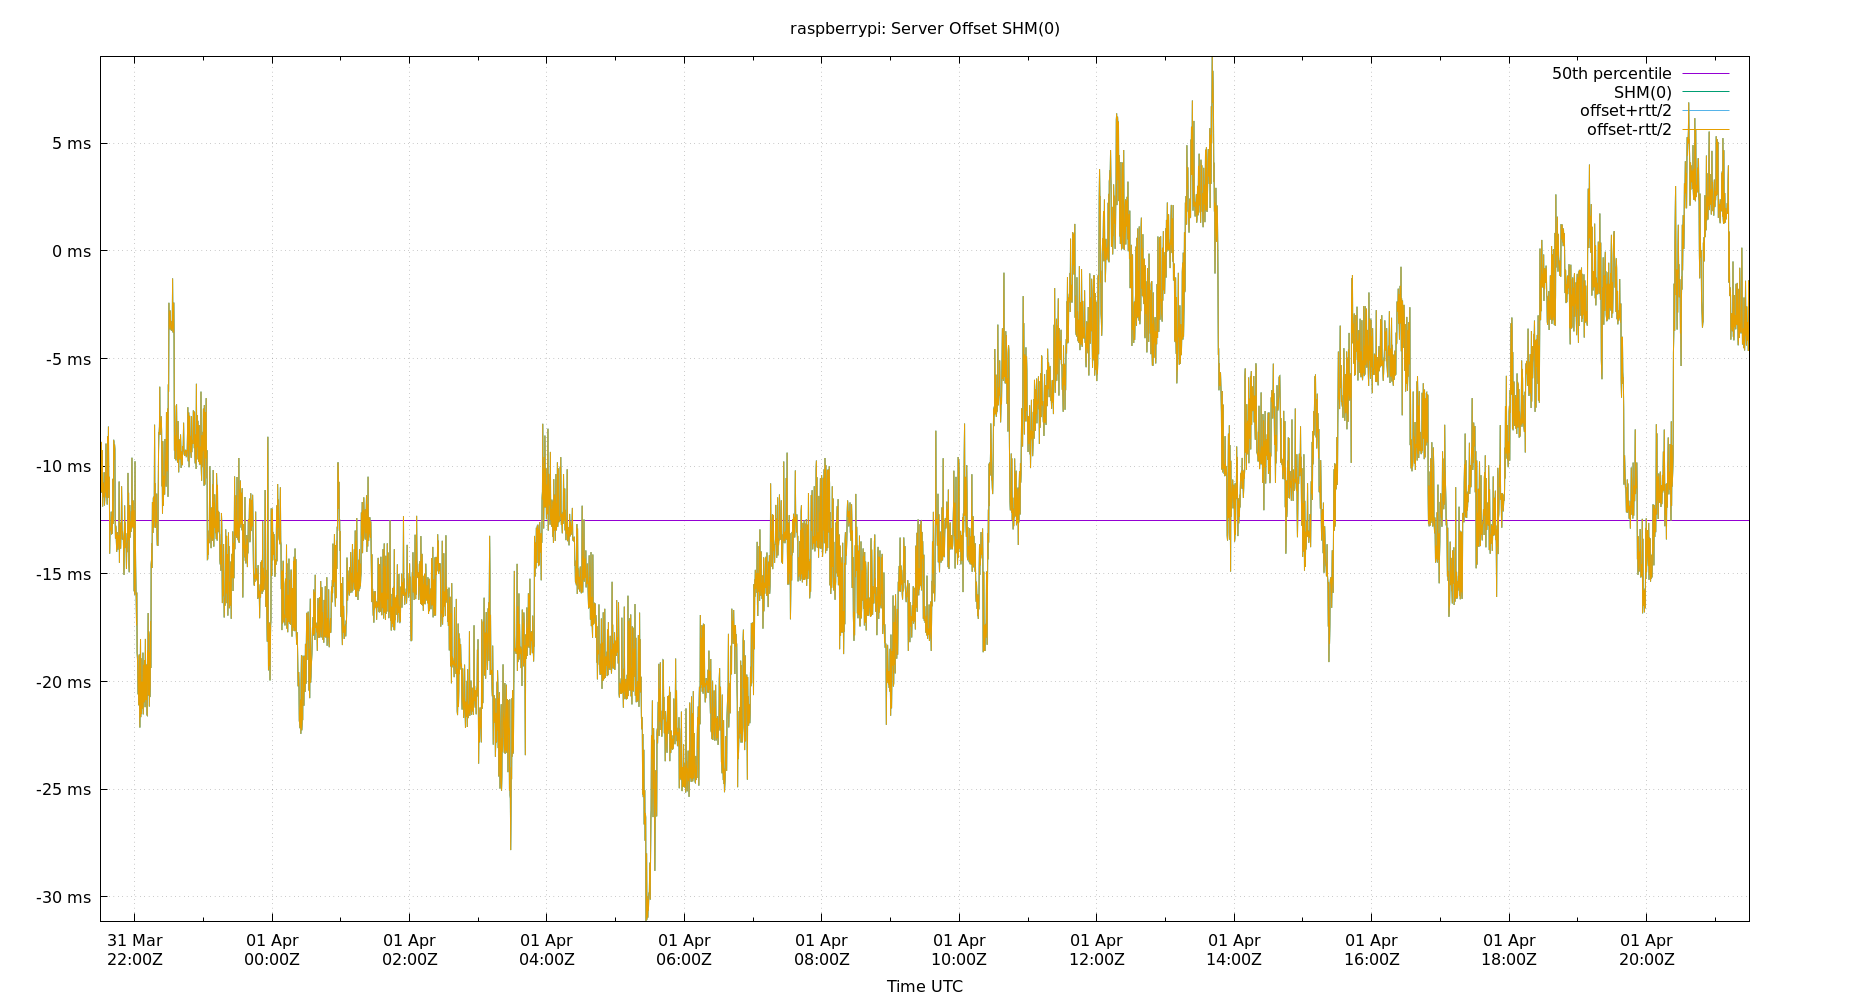 raspberrypi: Server Offset SHM(0)
50th percentile
SHM(0)
offset+rtt/2
offset-rtt/2
5 ms
0 ms
-5 ms
-10 ms
-15 ms
-20 ms
-25 ms
-30 ms
31 Mar 01 Apr 01 Apr 01 Apr 01 Apr 01 Apr 01 Apr 01 Apr 01 Apr 01 Apr 01 Apr 01 Apr
22:00Z 00:00Z 02:00Z 04:00Z 06:00Z 08:00Z 10:00Z 12:00Z 14:00Z 16:00Z 18:00Z 20:00Z
Time UTC